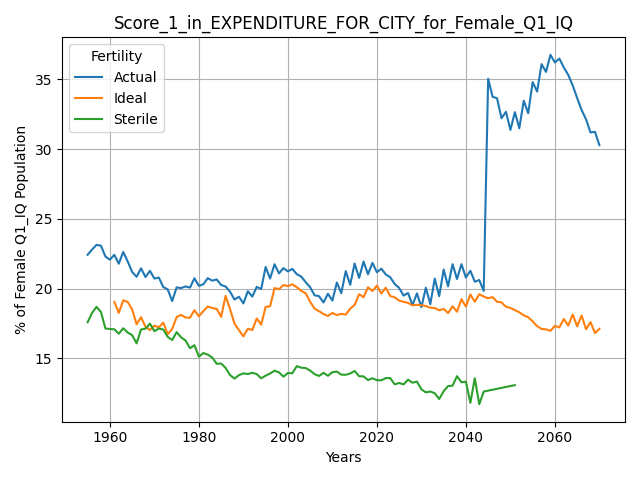 Score_1_in_EXPENDITURE_FOR_CITY_for_Female_Q1_IQ
Fertility
Actual
Ideal
Sterile
% of Female Q1_IQ Population
35
30
25
20
15
1960
1980
2000
2020
2040
2060
Years